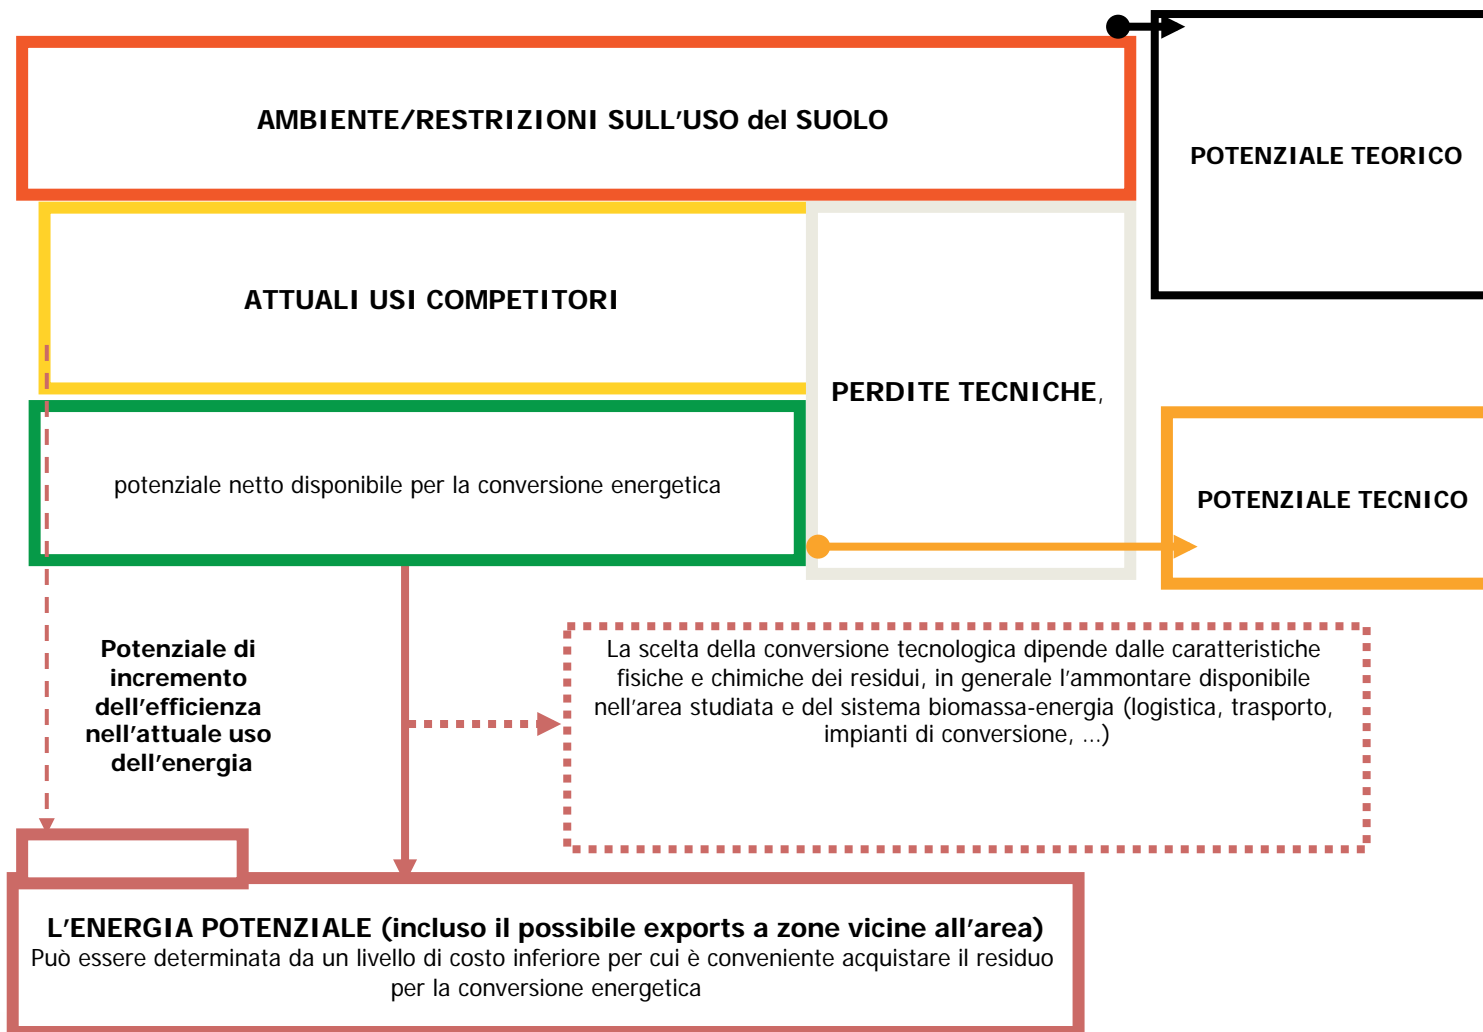 AMBIENTE/RESTRIZIONI SULL'USO del SUOLO
POTENZIALE TEORICO
ATTUALI USI COMPETITORI
PERDITE TECNICHE,
potenziale netto disponibile per la conversione energetica
POTENZIALE TECNICO
Potenziale di
incremento
dell'efficienza
nell'attuale uso
dell'energia
La scelta della conversione tecnologica dipende dalle caratteristiche
fisiche e chimiche dei residui, in generale l'ammontare disponibile
nell'area studiata e del sistema biomassa-energia (logistica, trasporto,
impianti di conversione, ...)
L'ENERGIA POTENZIALE (incluso il possibile exports a zone vicine all'area)
Può essere determinata da un livello di costo inferiore per cui è conveniente acquistare il residuo
per la conversione energetica